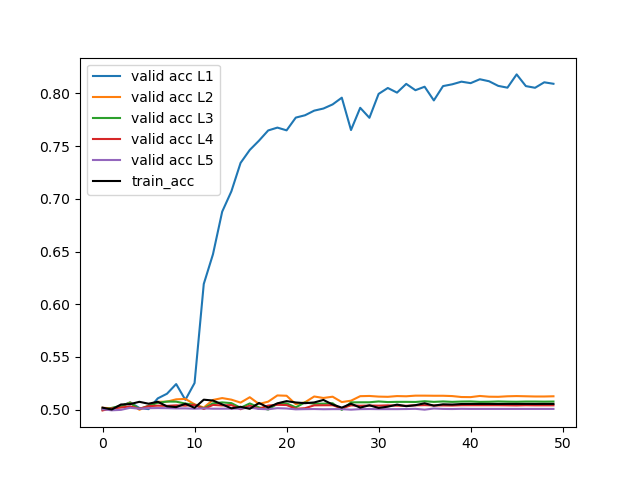 valid acc L1
valid acc L2
valid acc L3
valid acc L4
valid acc L5
train_acc
0.80
0.75
0.70
0.65
0.60
0.55
0.50
0 10 20 30 40 50